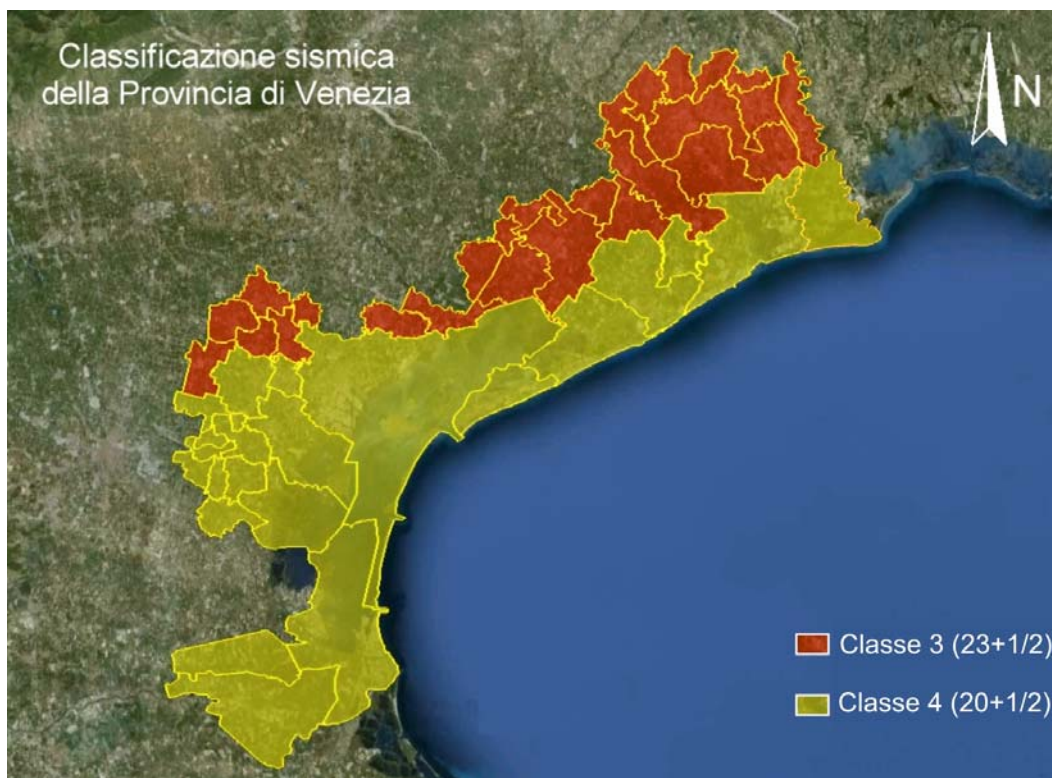 Classificazione sismica
della Provincia di Venezia
N
Classe 3 (23+1/2)
Classe 4 (20+1/2)